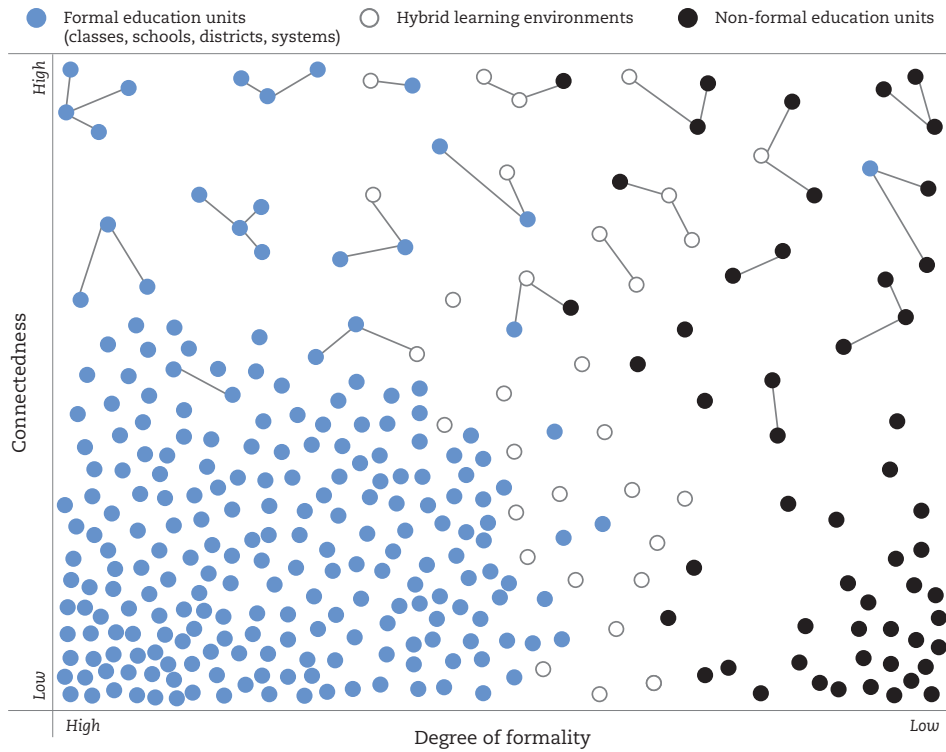 Formal education units
(classes, schools, districts, systems)
Hybrid learning environments
Non-formal education units
High
Connectedness
Low
High
Degree of formality
Low